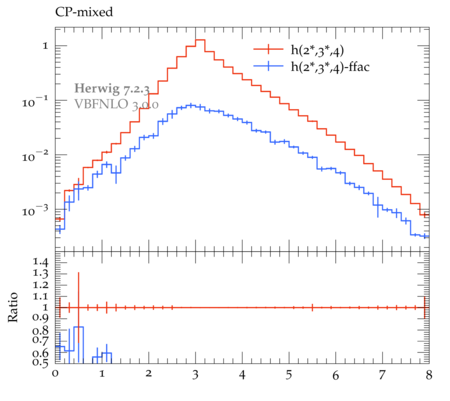 CP-mixed
1
h(2*,3*,4)
h(2*,3*,4)-ffac
Herwig 7.2.3
VBFNLO 3.0.0
10⁻¹
10⁻²
10⁻³
Ratio
1.4
1.3
1.2
1.1
1
0.9
0.8
0.7
0.6
0.5
0 1 2 3 4 5 6 7 8